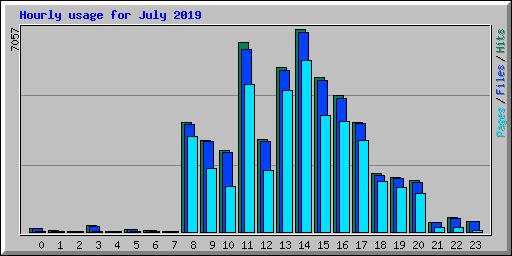 Hourly usage for July 2019
7057
Pages / Files / Hits
0 1 2 3 4 5 6 7 8 9 10 11 12 13 14 15 16 17 18 19 20 21 22 23